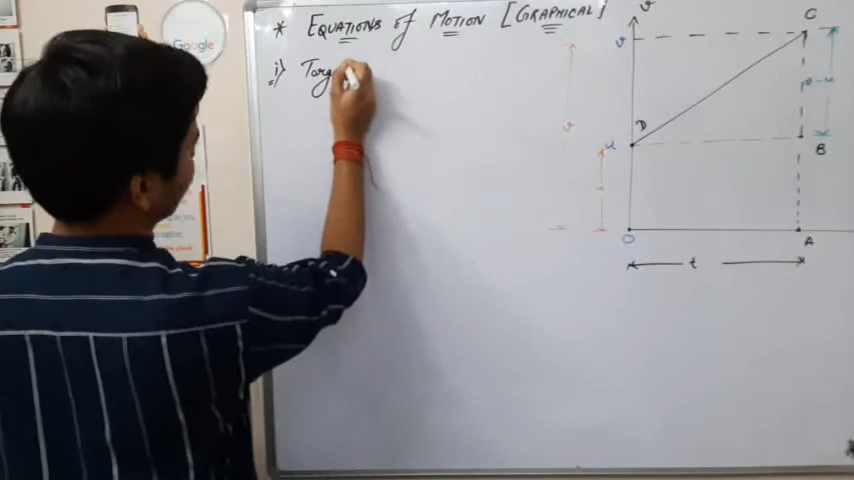 * EQUATIONS of MOTION [GRAPHICAL]
i) Targ
v
v
C
v-u
v
D
u
B
O
A
t
Google